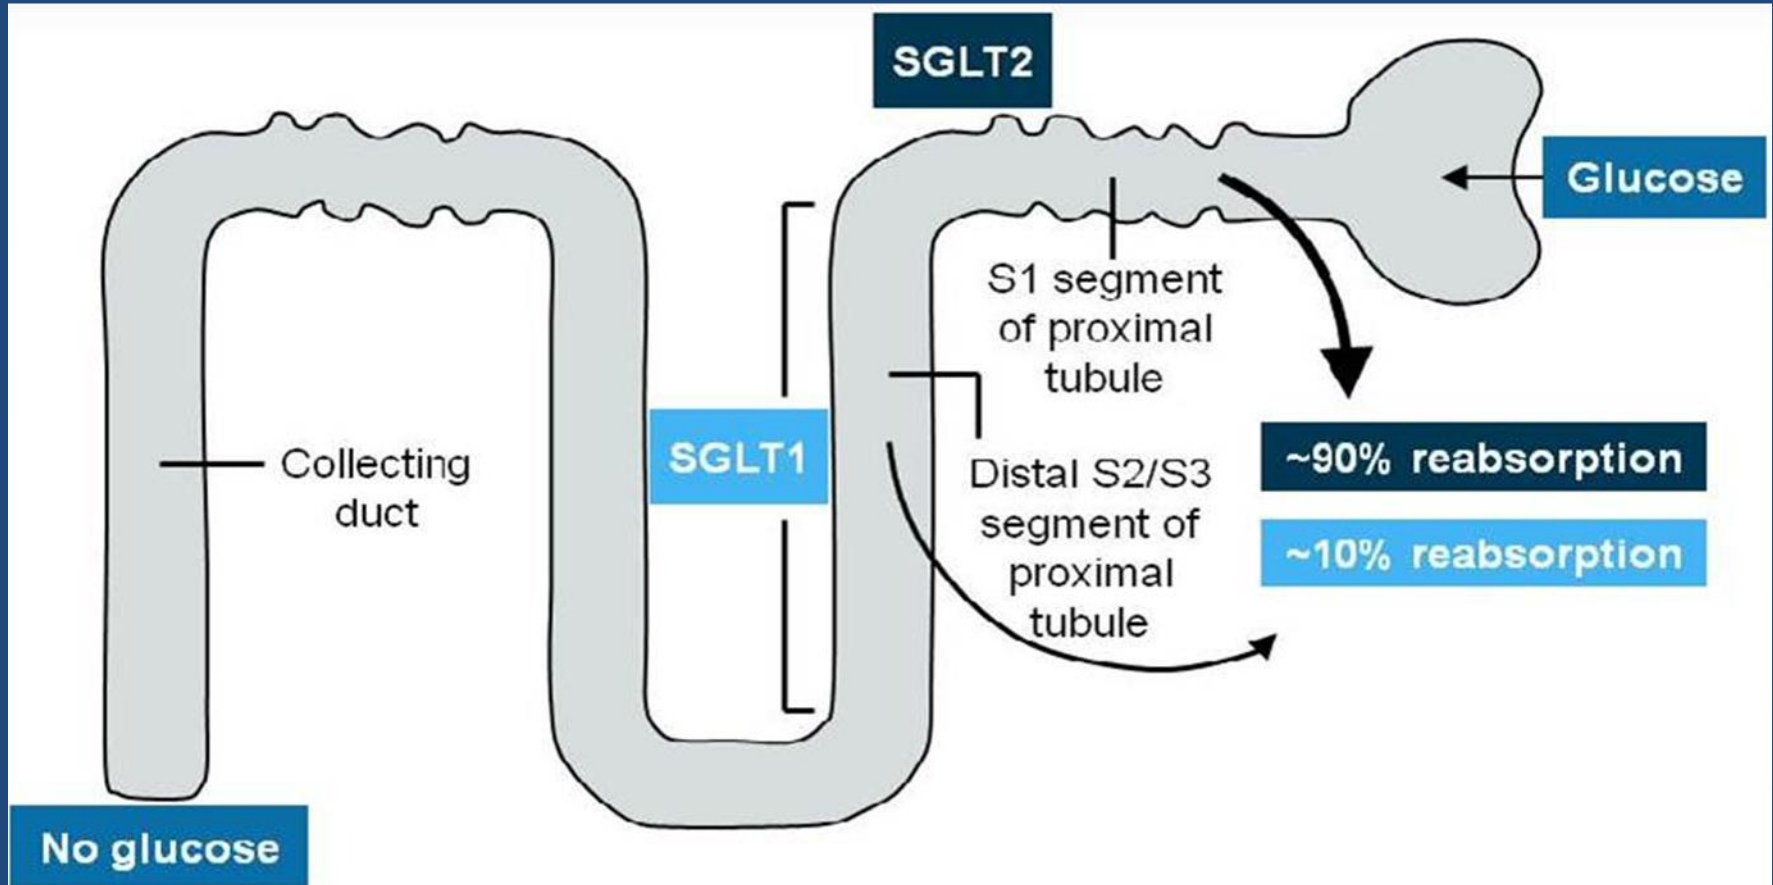 SGLT2
Glucose
S1 segment
of proximal
tubule
SGLT1
Collecting
duct
Distal S2/S3
segment of
proximal
tubule
~90% reabsorption
~10% reabsorption
No glucose